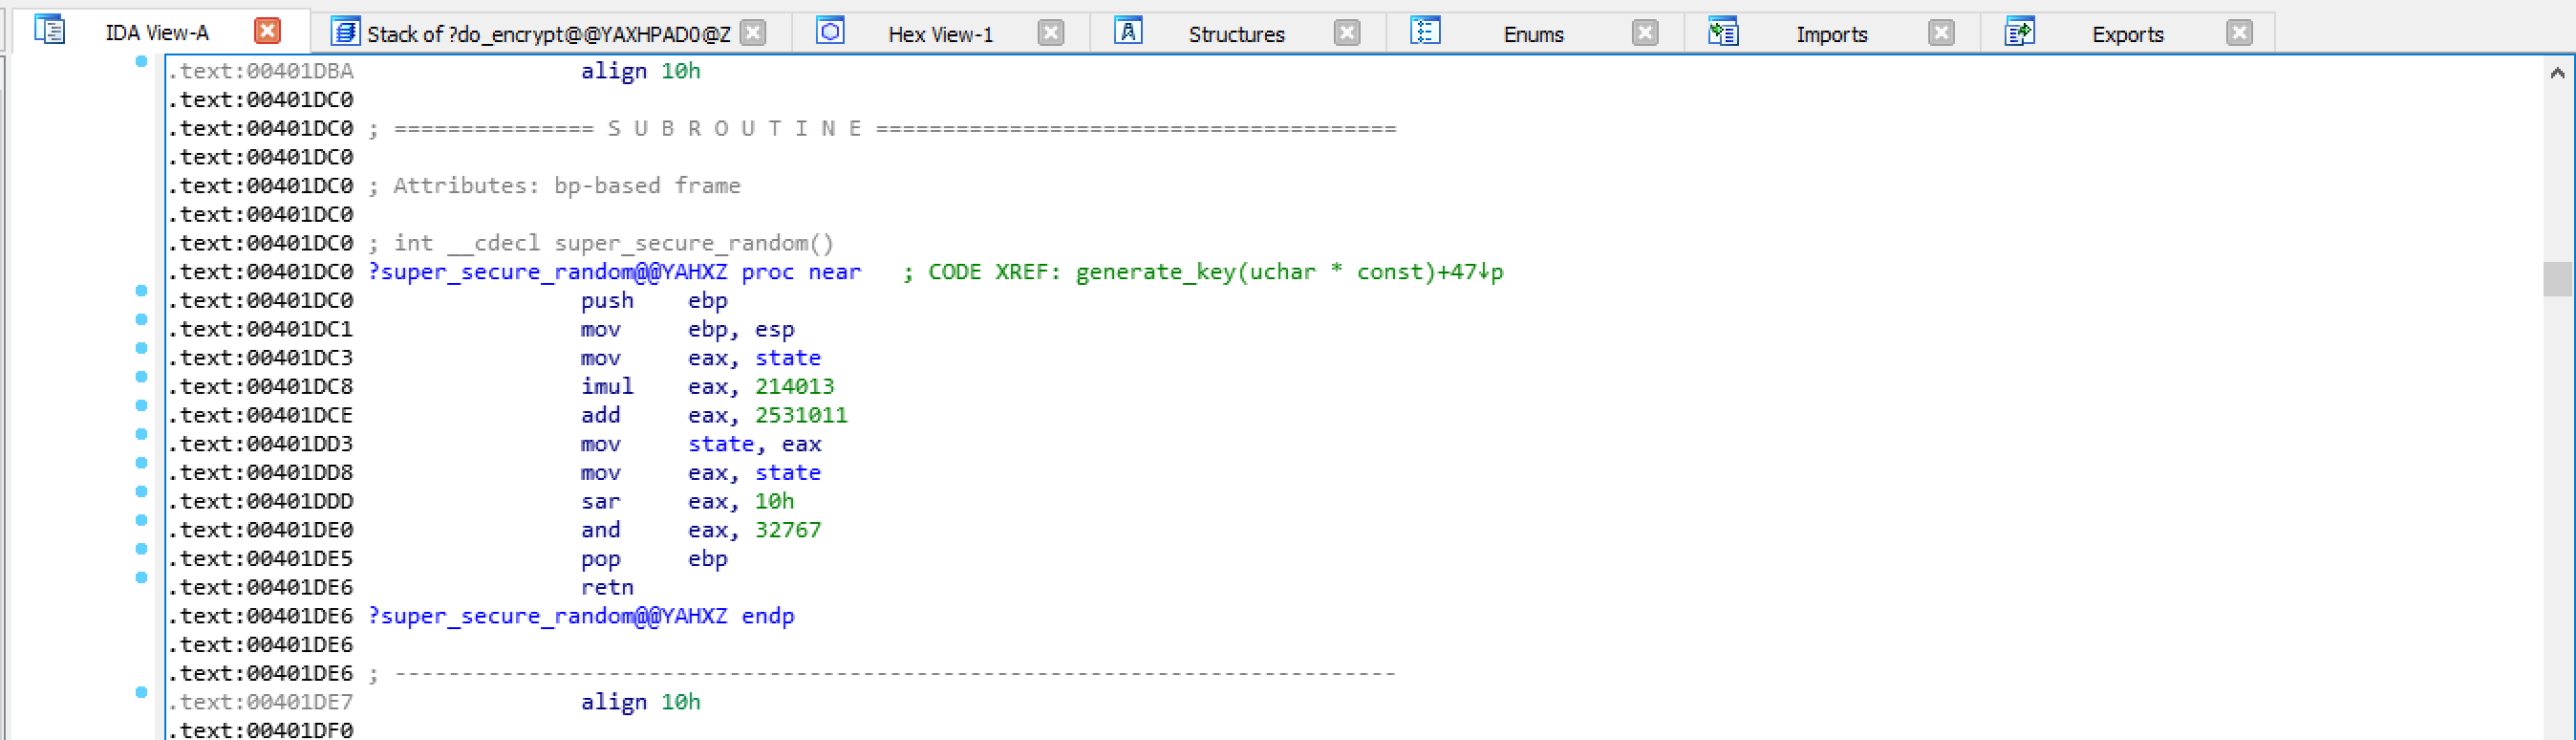 IDA View-A Stack of ?do_encrypt@@YAXHPAD0@Z Hex View-1 Structures Enums Imports Exports
.text:00401DBA align 10h
.text:00401DC0
.text:00401DC0 ; =============== S U B R O U T I N E =======================================
.text:00401DC0
.text:00401DC0 ; Attributes: bp-based frame
.text:00401DC0
.text:00401DC0 ; int __cdecl super_secure_random()
.text:00401DC0 ?super_secure_random@@YAHXZ proc near ; CODE XREF: generate_key(uchar * const)+47↓p
.text:00401DC0 push ebp
.text:00401DC1 mov ebp, esp
.text:00401DC3 mov eax, state
.text:00401DC8 imul eax, 214013
.text:00401DCE add eax, 2531011
.text:00401DD3 mov state, eax
.text:00401DD8 mov eax, state
.text:00401DDD sar eax, 10h
.text:00401DE0 and eax, 32767
.text:00401DE5 pop ebp
.text:00401DE6 retn
.text:00401DE6 ?super_secure_random@@YAHXZ endp
.text:00401DE6
.text:00401DE6 ; ---------------------------------------------------------------------------
.text:00401DE7 align 10h
.text:00401DF0